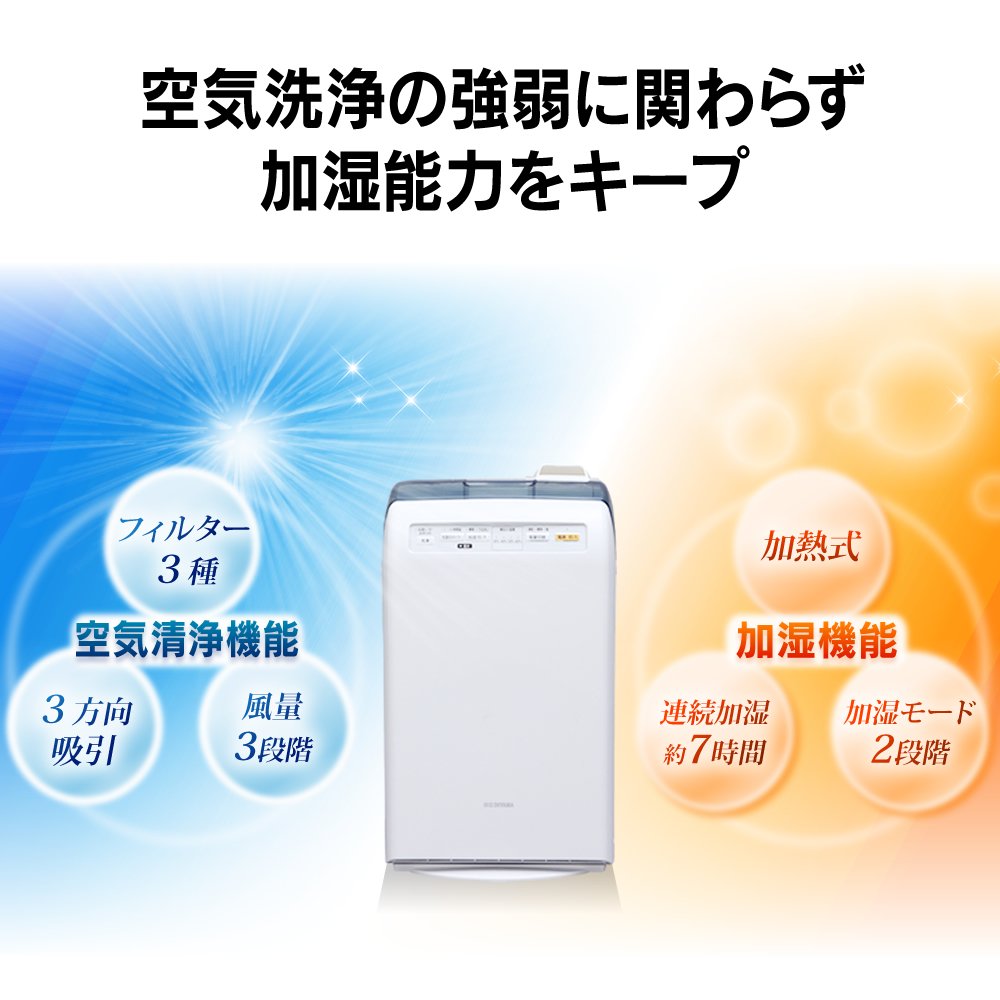 空気洗浄の強弱に関わらず
加湿能力をキープ
フィルター
3種
空気清浄機能
3方向
吸引
風量
3段階
加熱式
加湿機能
連続加湿
約7時間
加湿モード
2段階
IRIS OHYAMA